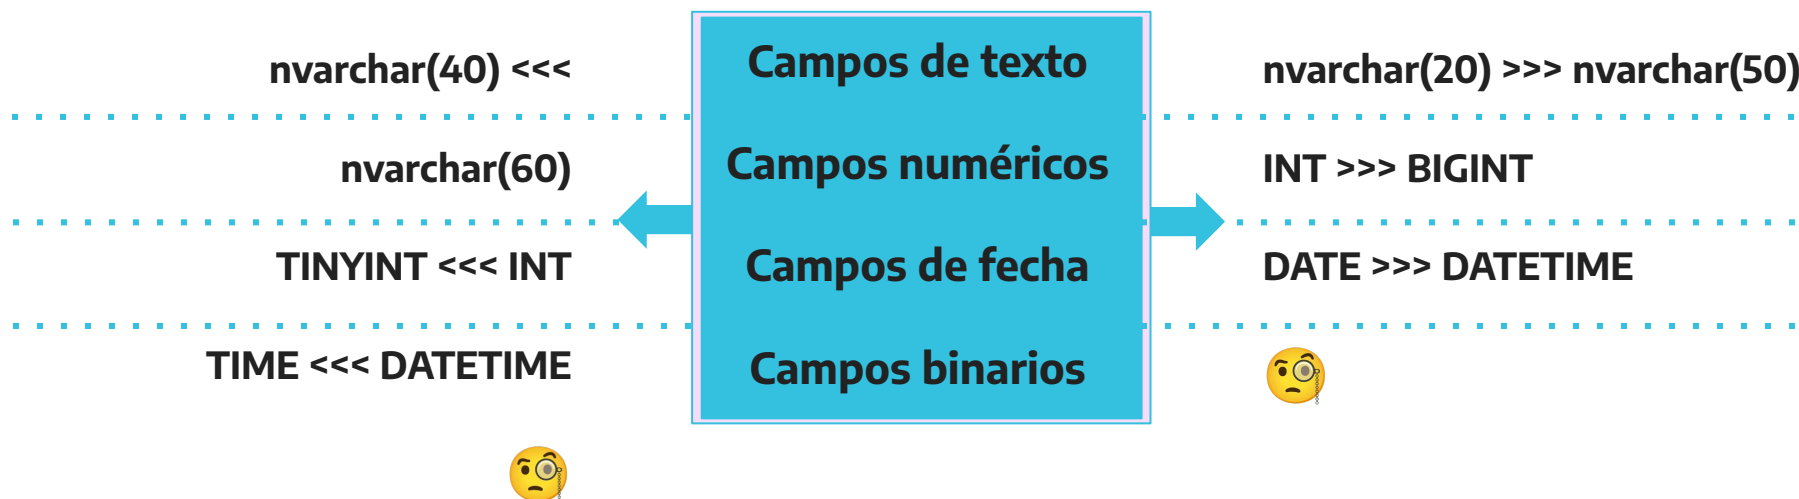 nvarchar(40) <<<
nvarchar(60)
TINYINT <<< INT
TIME <<< DATETIME
Campos de texto
Campos numéricos
Campos de fecha
Campos binarios
nvarchar(20) >>> nvarchar(50)
INT >>> BIGINT
DATE >>> DATETIME